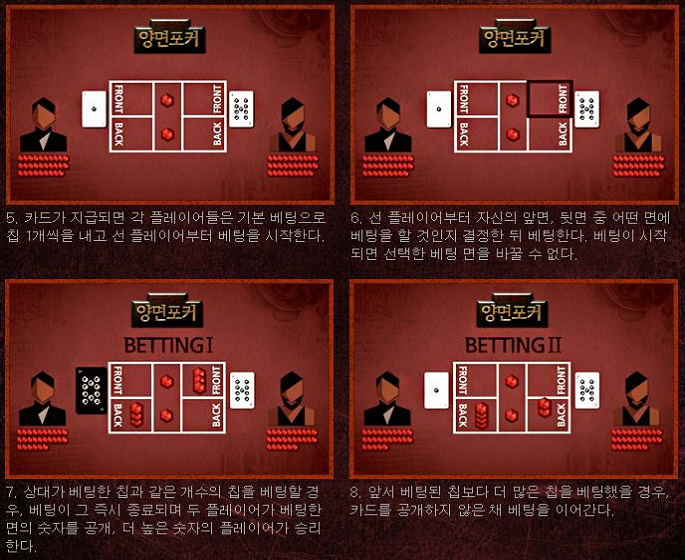 양면포커
FRONT
BACK
FRONT
BACK
5. 카드가 지급되면 각 플레이어들은 기본 베팅으로
칩 1개씩을 내고 선 플레이어부터 베팅을 시작한다.
양면포커
FRONT
BACK
FRONT
BACK
6. 선 플레이어부터 자신의 앞면, 뒷면 중 어떤 면에
베팅을 할 것인지 결정한 뒤 베팅한다. 베팅이 시작
되면 선택한 베팅 면을 바꿀 수 없다.
양면포커
BETTING I
FRONT
BACK
FRONT
BACK
7. 상대가 베팅한 칩과 같은 개수의 칩을 베팅할 경
우, 베팅이 그 즉시 종료되며 두 플레이어가 베팅한
면의 숫자를 공개, 더 높은 숫자의 플레이어가 승리
한다.
양면포커
BETTING II
FRONT
BACK
FRONT
BACK
8. 앞서 베팅된 칩보다 더 많은 칩을 베팅했을 경우,
카드를 공개하지 않은 채 베팅을 이어간다.